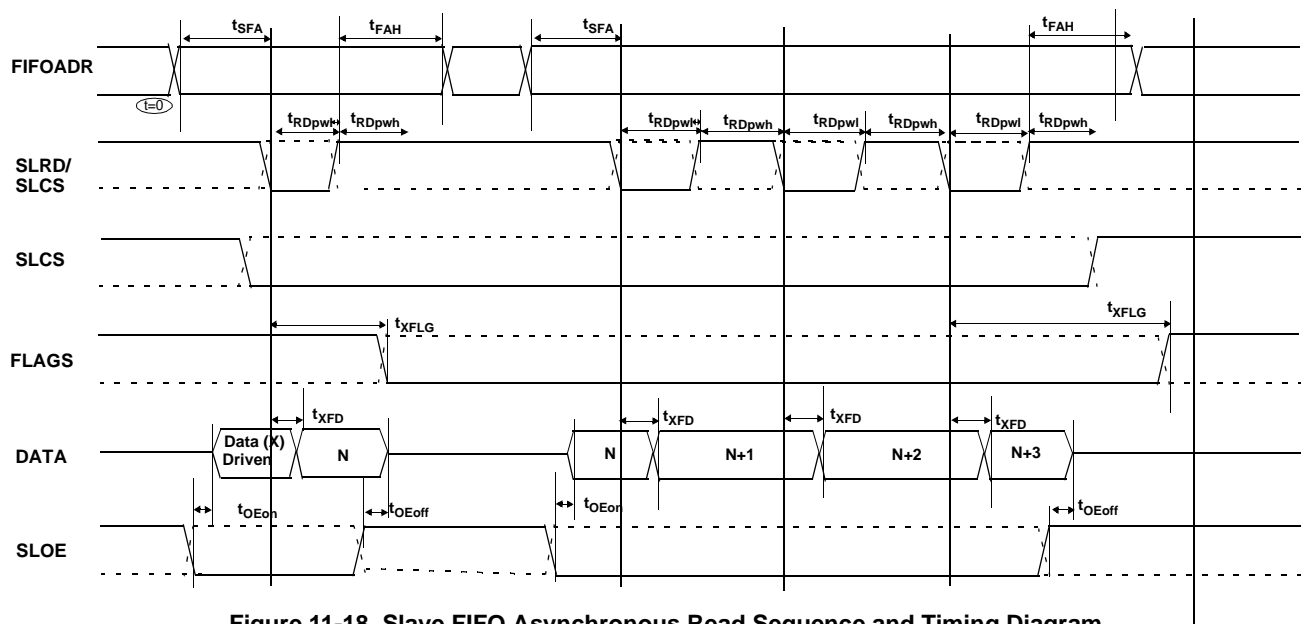 tSFA tFAH tSFA tFAH
FIFOADR
t=0
tRDpwl tRDpwh tRDpwl tRDpwh tRDpwl tRDpwh tRDpwl tRDpwh
SLRD/
SLCS
SLCS
tXFLG tXFLG
FLAGS
tXFD tXFD tXFD tXFD
DATA
Data (X)
Driven
N N N+1 N+2 N+3
tOEon tOEoff tOEon tOEoff
SLOE
Figure 11-18. Slave FIFO Asynchronous Read Sequence and Timing Diagram